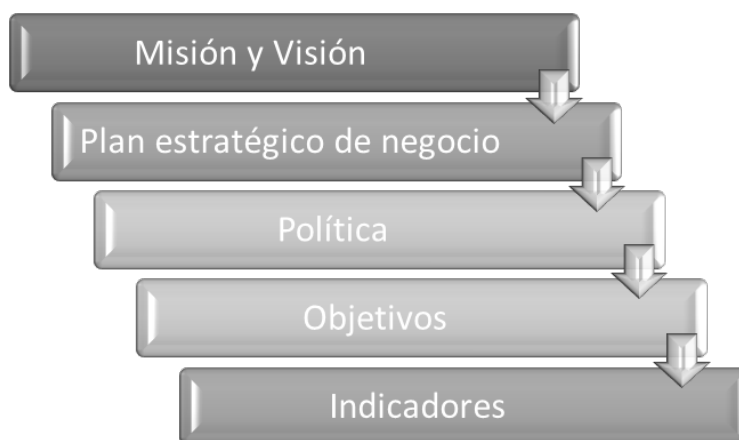 Misión y Visión
Plan estratégico de negocio
Política
Objetivos
Indicadores